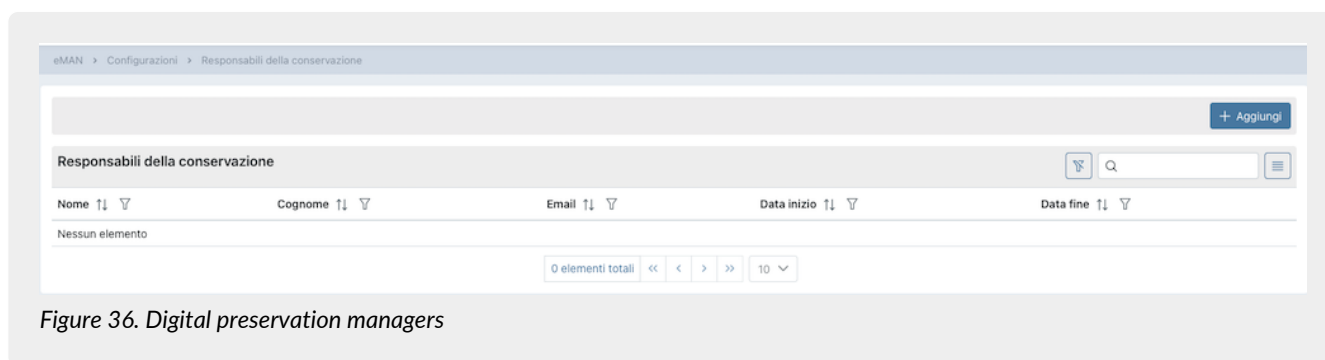 eMAN › Configurazioni › Responsabili della conservazione
+ Aggiungi
Responsabili della conservazione
Nome Cognome Email Data inizio Data fine
Nessun elemento
0 elementi totali « ‹ › » 10
Figure 36. Digital preservation managers